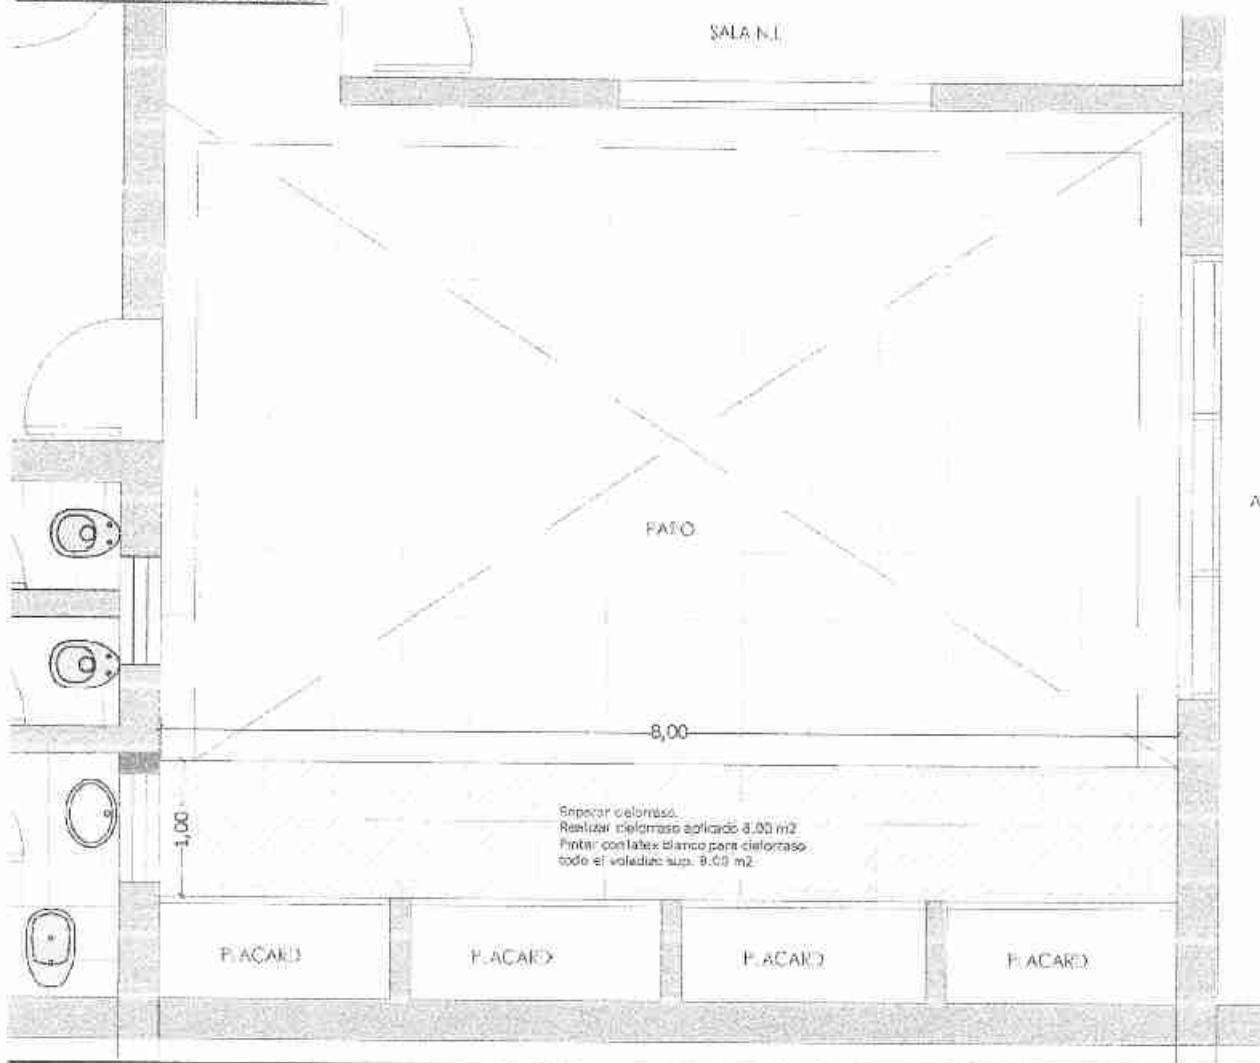 SALA N.I.
PATIO
8,00
1,00
Reparar cielorraso.
Realizar cielorraso aplicado 8.00 m2
Pintar con latex blanco para cielorraso
todo el voladizo sup. 8.00 m2
PLACARD
PLACARD
PLACARD
PLACARD
A